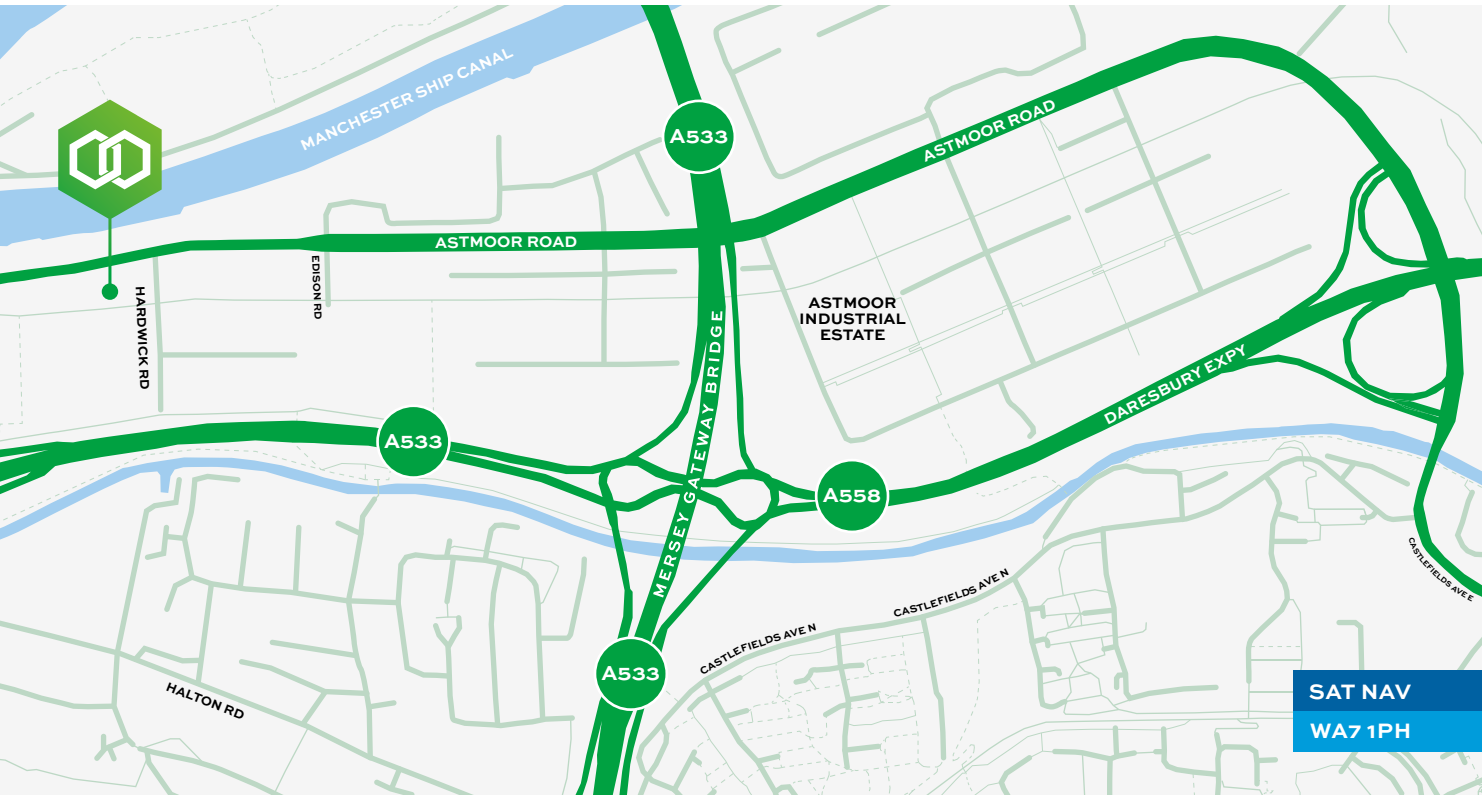 MANCHESTER SHIP CANAL
A533
ASTMOOR ROAD
ASTMOOR ROAD
EDISON RD
HARDWICK RD
ASTMOOR
INDUSTRIAL
ESTATE
MERSEY GATEWAY BRIDGE
DARESBURY EXPY
A533
A558
CASTLEFIELDS AVE E
CASTLEFIELDS AVE N
CASTLEFIELDS AVE N
A533
HALTON RD
SAT NAV
WA7 1PH